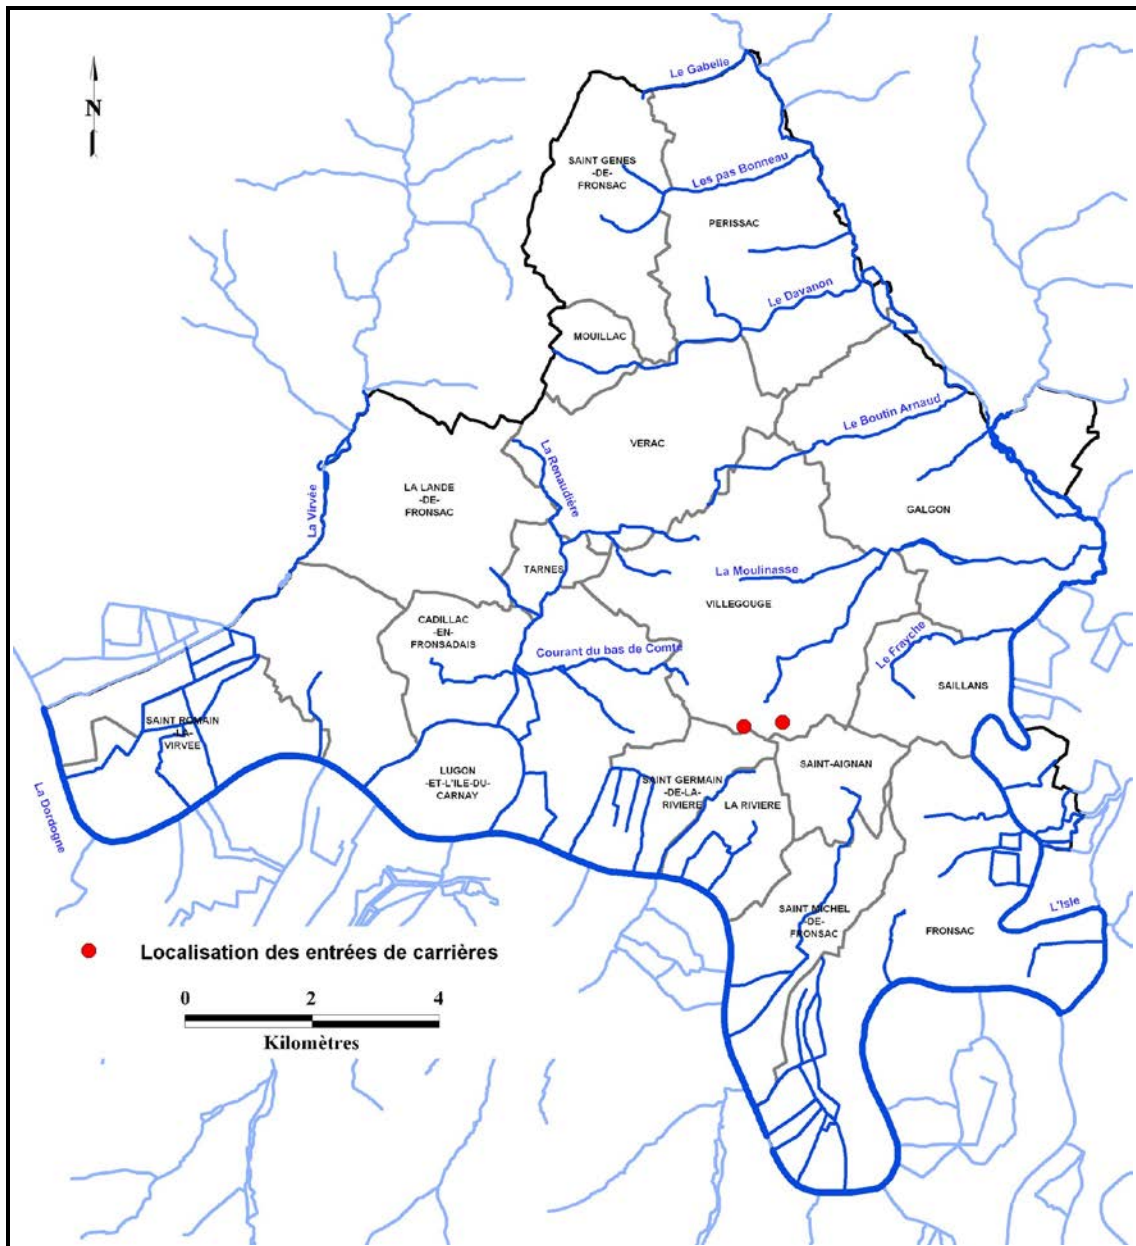 Le Gabelle
N
SAINT GENES
-DE-
FRONSAC
Les pas Bonneau
PERISSAC
Le Davanon
MOUILLAC
Le Boutin Arnaud
VERAC
La Renaudière
LA LANDE
-DE-
FRONSAC
La Virvée
GALGON
TARNES
La Moulinasse
VILLEGOUGE
CADILLAC
-EN-
FRONSADAIS
Courant du bas de Comte
Le Frayche
SAILLANS
SAINT ROMAIN
-LA-
VIRVEE
LUGON
-ET-L'ILE-DU-
CARNAY
SAINT GERMAIN
-DE-LA-
RIVIERE
LA RIVIERE
SAINT-AIGNAN
La Dordogne
SAINT MICHEL
-DE-
FRONSAC
FRONSAC
L'Isle
Localisation des entrées de carrières
0 2 4
Kilomètres